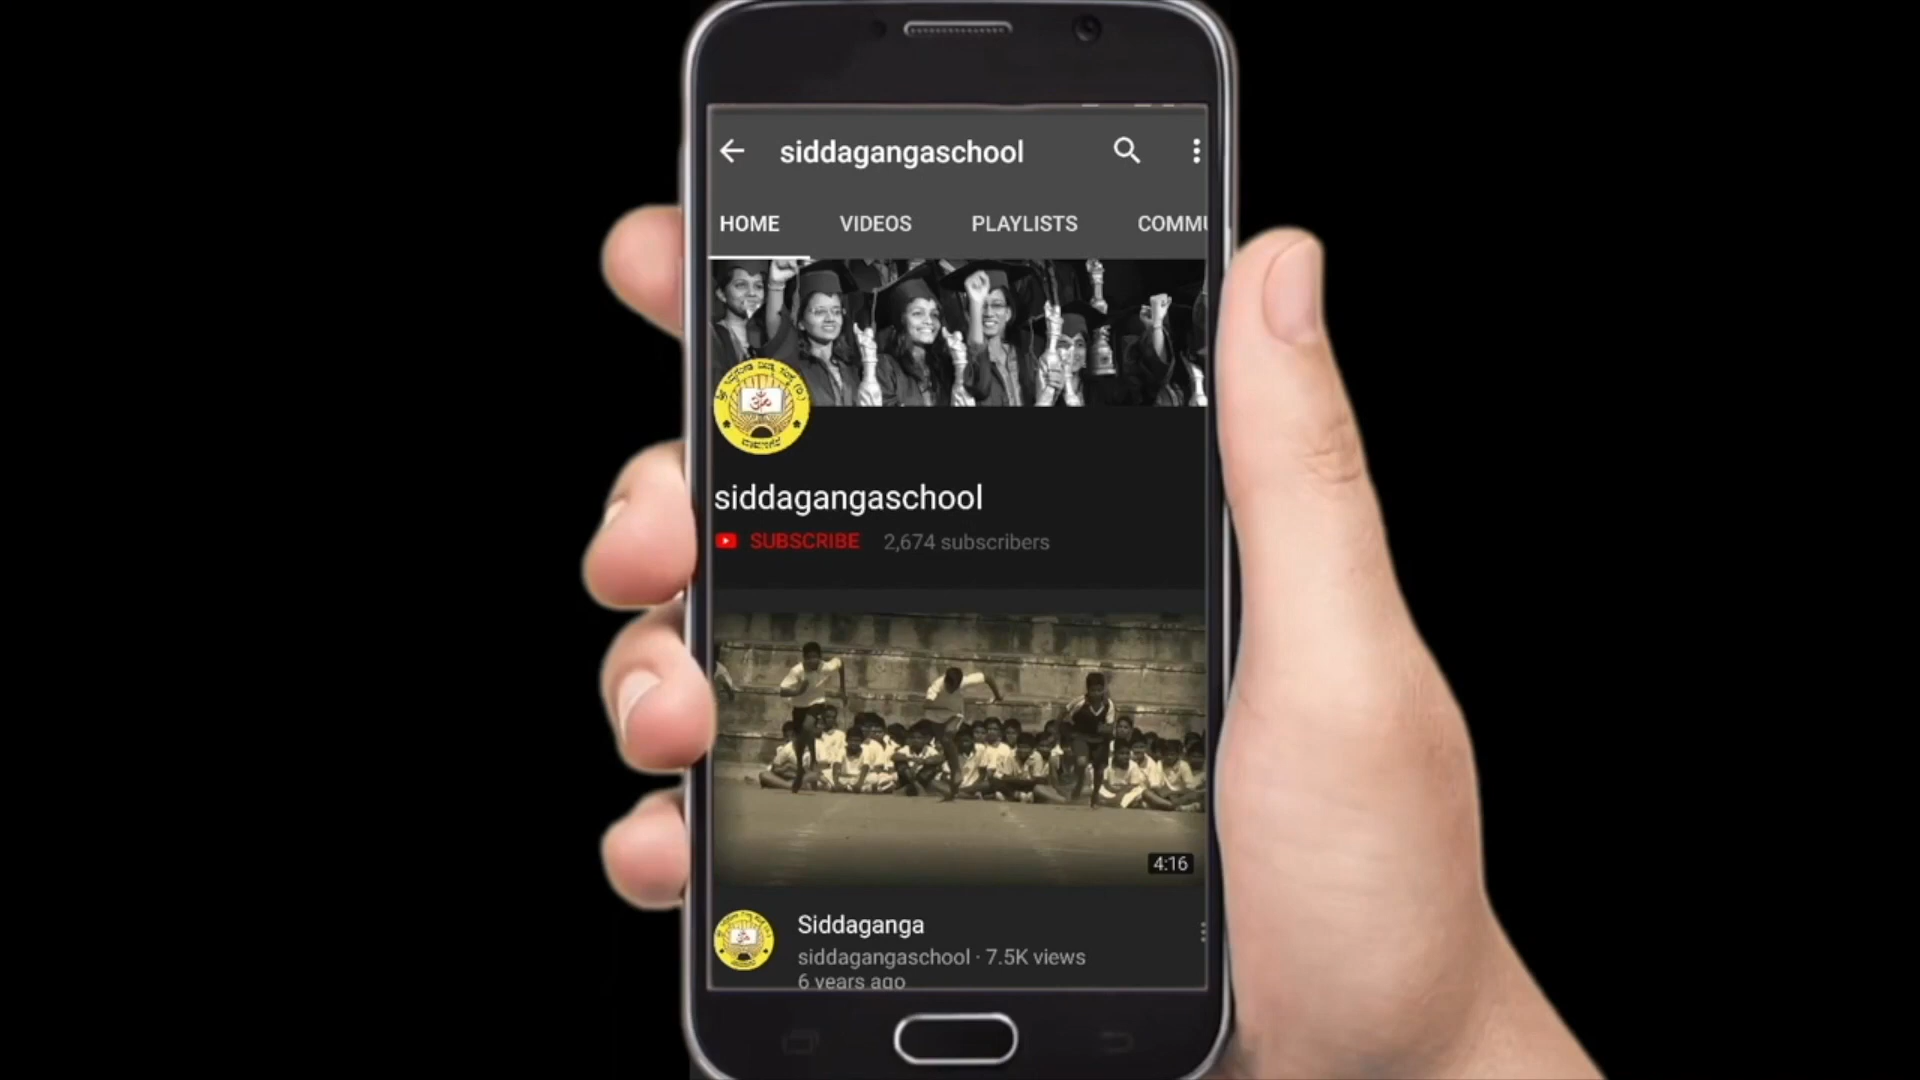 siddagangaschool
HOME VIDEOS PLAYLISTS COMMU
siddagangaschool
SUBSCRIBE 2,674 subscribers
4:16
Siddaganga
siddagangaschool · 7.5K views
6 years ago